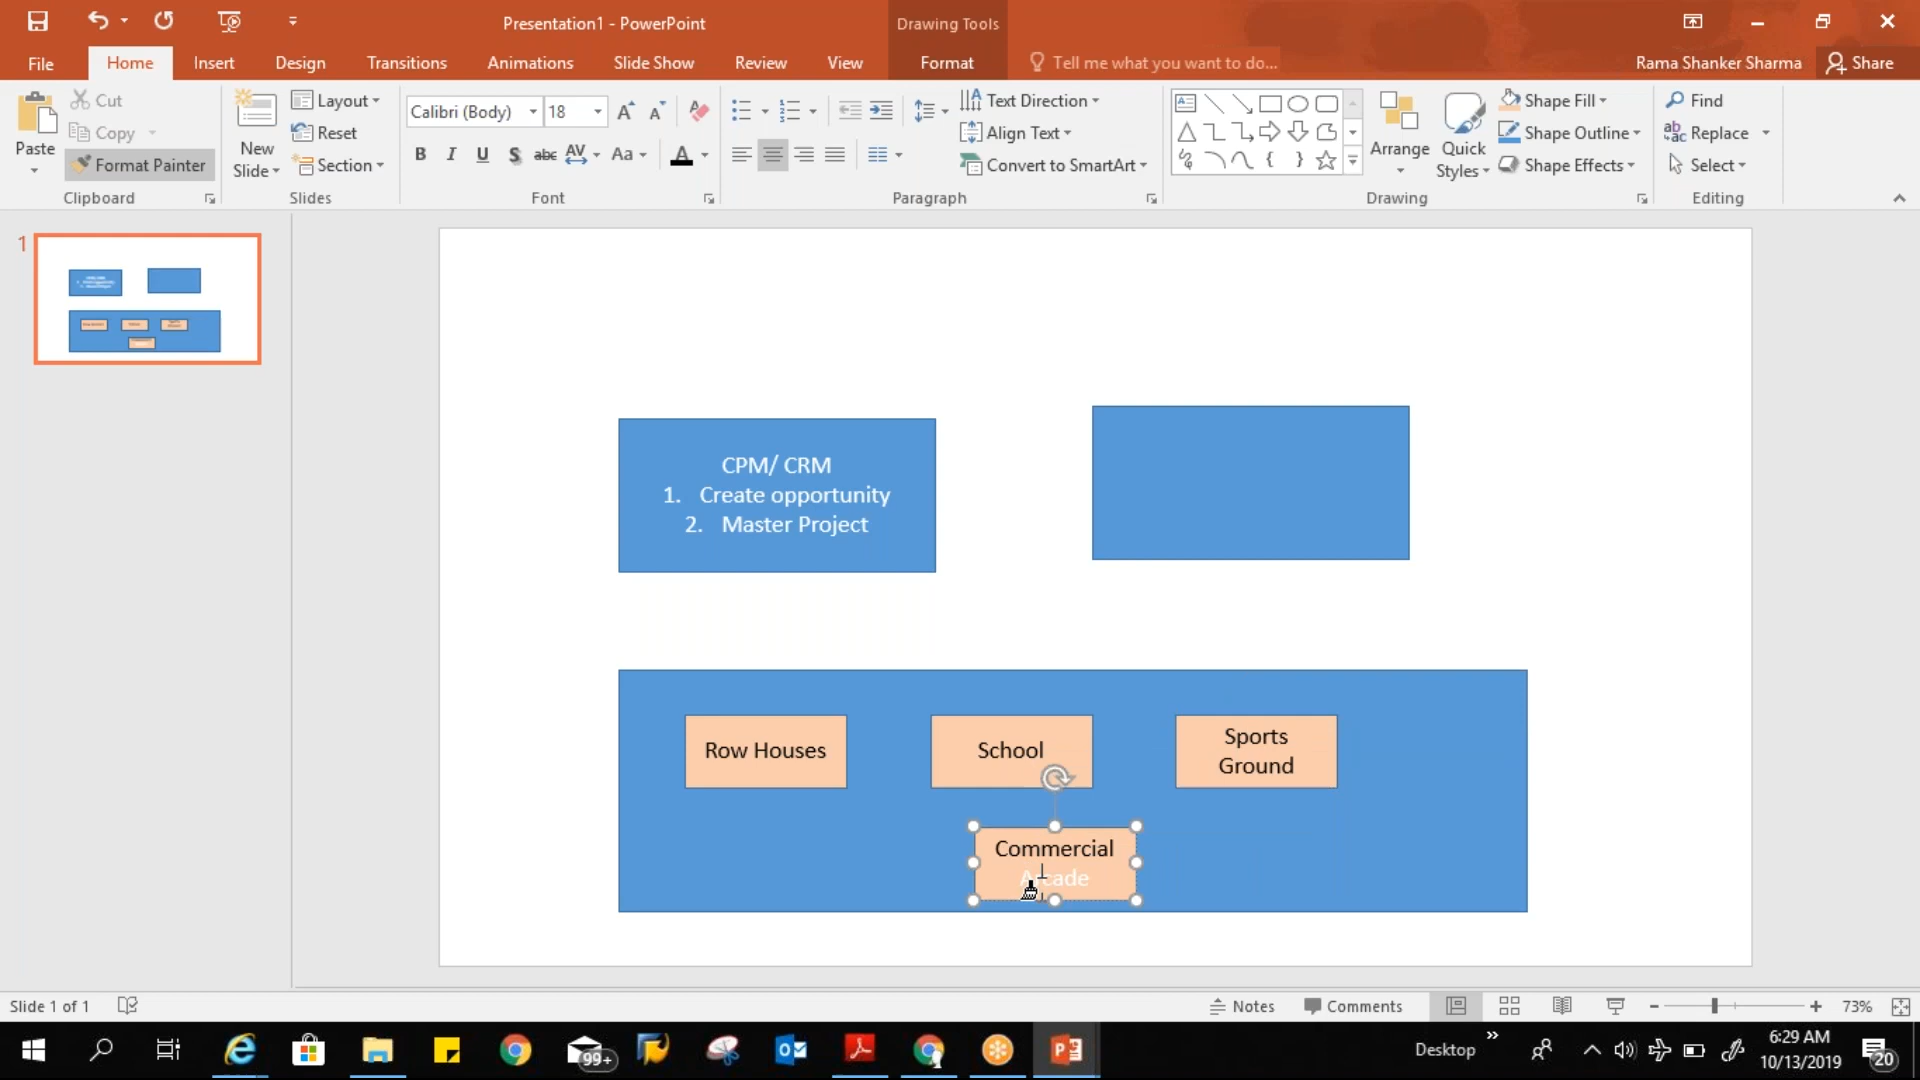 Presentation1 - PowerPoint
Drawing Tools
File
Home
Insert
Design
Transitions
Animations
Slide Show
Review
View
Format
Tell me what you want to do...
Rama Shanker Sharma
Share
Paste
Cut
Copy
Format Painter
Clipboard
New
Slide
Layout
Reset
Section
Slides
Calibri (Body)
18
B I U S abc AV Aa A
Font
Text Direction
Align Text
Convert to SmartArt
Paragraph
Arrange
Quick
Styles
Shape Fill
Shape Outline
Shape Effects
Drawing
Find
Replace
Select
Editing
1
CPM/ CRM
1. Create opportunity
2. Master Project
Row Houses
School
Sports
Ground
Commercial
Arcade
Slide 1 of 1
Notes
Comments
73%
99+
Desktop
6:29 AM
10/13/2019
20